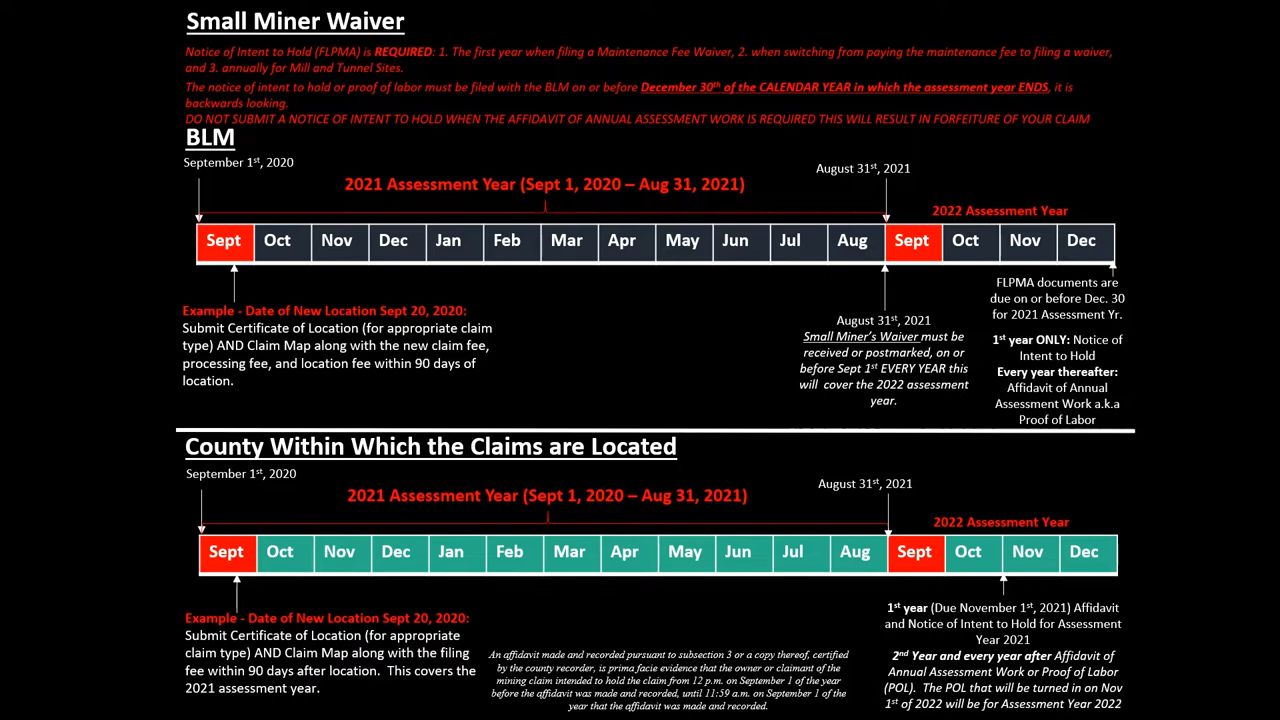 Small Miner Waiver
Notice of Intent to Hold (FLPMA) is REQUIRED: 1. The first year when filing a Maintenance Fee Waiver, 2. when switching from paying the maintenance fee to filing a waiver,
and 3. annually for Mill and Tunnel Sites.
The notice of intent to hold or proof of labor must be filed with the BLM on or before December 30th of the CALENDAR YEAR in which the assessment year ENDS, it is
backwards looking.
DO NOT SUBMIT A NOTICE OF INTENT TO HOLD WHEN THE AFFIDAVIT OF ANNUAL ASSESSMENT WORK IS REQUIRED THIS WILL RESULT IN FORFEITURE OF YOUR CLAIM
BLM
September 1st, 2020
August 31st, 2021
2021 Assessment Year (Sept 1, 2020 – Aug 31, 2021)
2022 Assessment Year
Sept Oct Nov Dec Jan Feb Mar Apr May Jun Jul Aug Sept Oct Nov Dec
Example - Date of New Location Sept 20, 2020:
Submit Certificate of Location (for appropriate claim
type) AND Claim Map along with the new claim fee,
processing fee, and location fee within 90 days of
location.
August 31st, 2021
Small Miner's Waiver must be
received or postmarked, on or
before Sept 1st EVERY YEAR this
will cover the 2022 assessment
year.
FLPMA documents are
due on or before Dec. 30
for 2021 Assessment Yr.
1st year ONLY: Notice of
Intent to Hold
Every year thereafter:
Affidavit of Annual
Assessment Work a.k.a
Proof of Labor
County Within Which the Claims are Located
September 1st, 2020
August 31st, 2021
2021 Assessment Year (Sept 1, 2020 – Aug 31, 2021)
2022 Assessment Year
Sept Oct Nov Dec Jan Feb Mar Apr May Jun Jul Aug Sept Oct Nov Dec
Example - Date of New Location Sept 20, 2020:
Submit Certificate of Location (for appropriate
claim type) AND Claim Map along with the filing
fee within 90 days after location. This covers the
2021 assessment year.
An affidavit made and recorded pursuant to subsection 3 or a copy thereof, certified
by the county recorder, is prima facie evidence that the owner or claimant of the
mining claim intended to hold the claim from 12 p.m. on September 1 of the year
before the affidavit was made and recorded, until 11:59 a.m. on September 1 of the
year that the affidavit was made and recorded.
1st year (Due November 1st, 2021) Affidavit
and Notice of Intent to Hold for Assessment
Year 2021
2nd Year and every year after Affidavit of
Annual Assessment Work or Proof of Labor
(POL). The POL that will be turned in on Nov
1st of 2022 will be for Assessment Year 2022